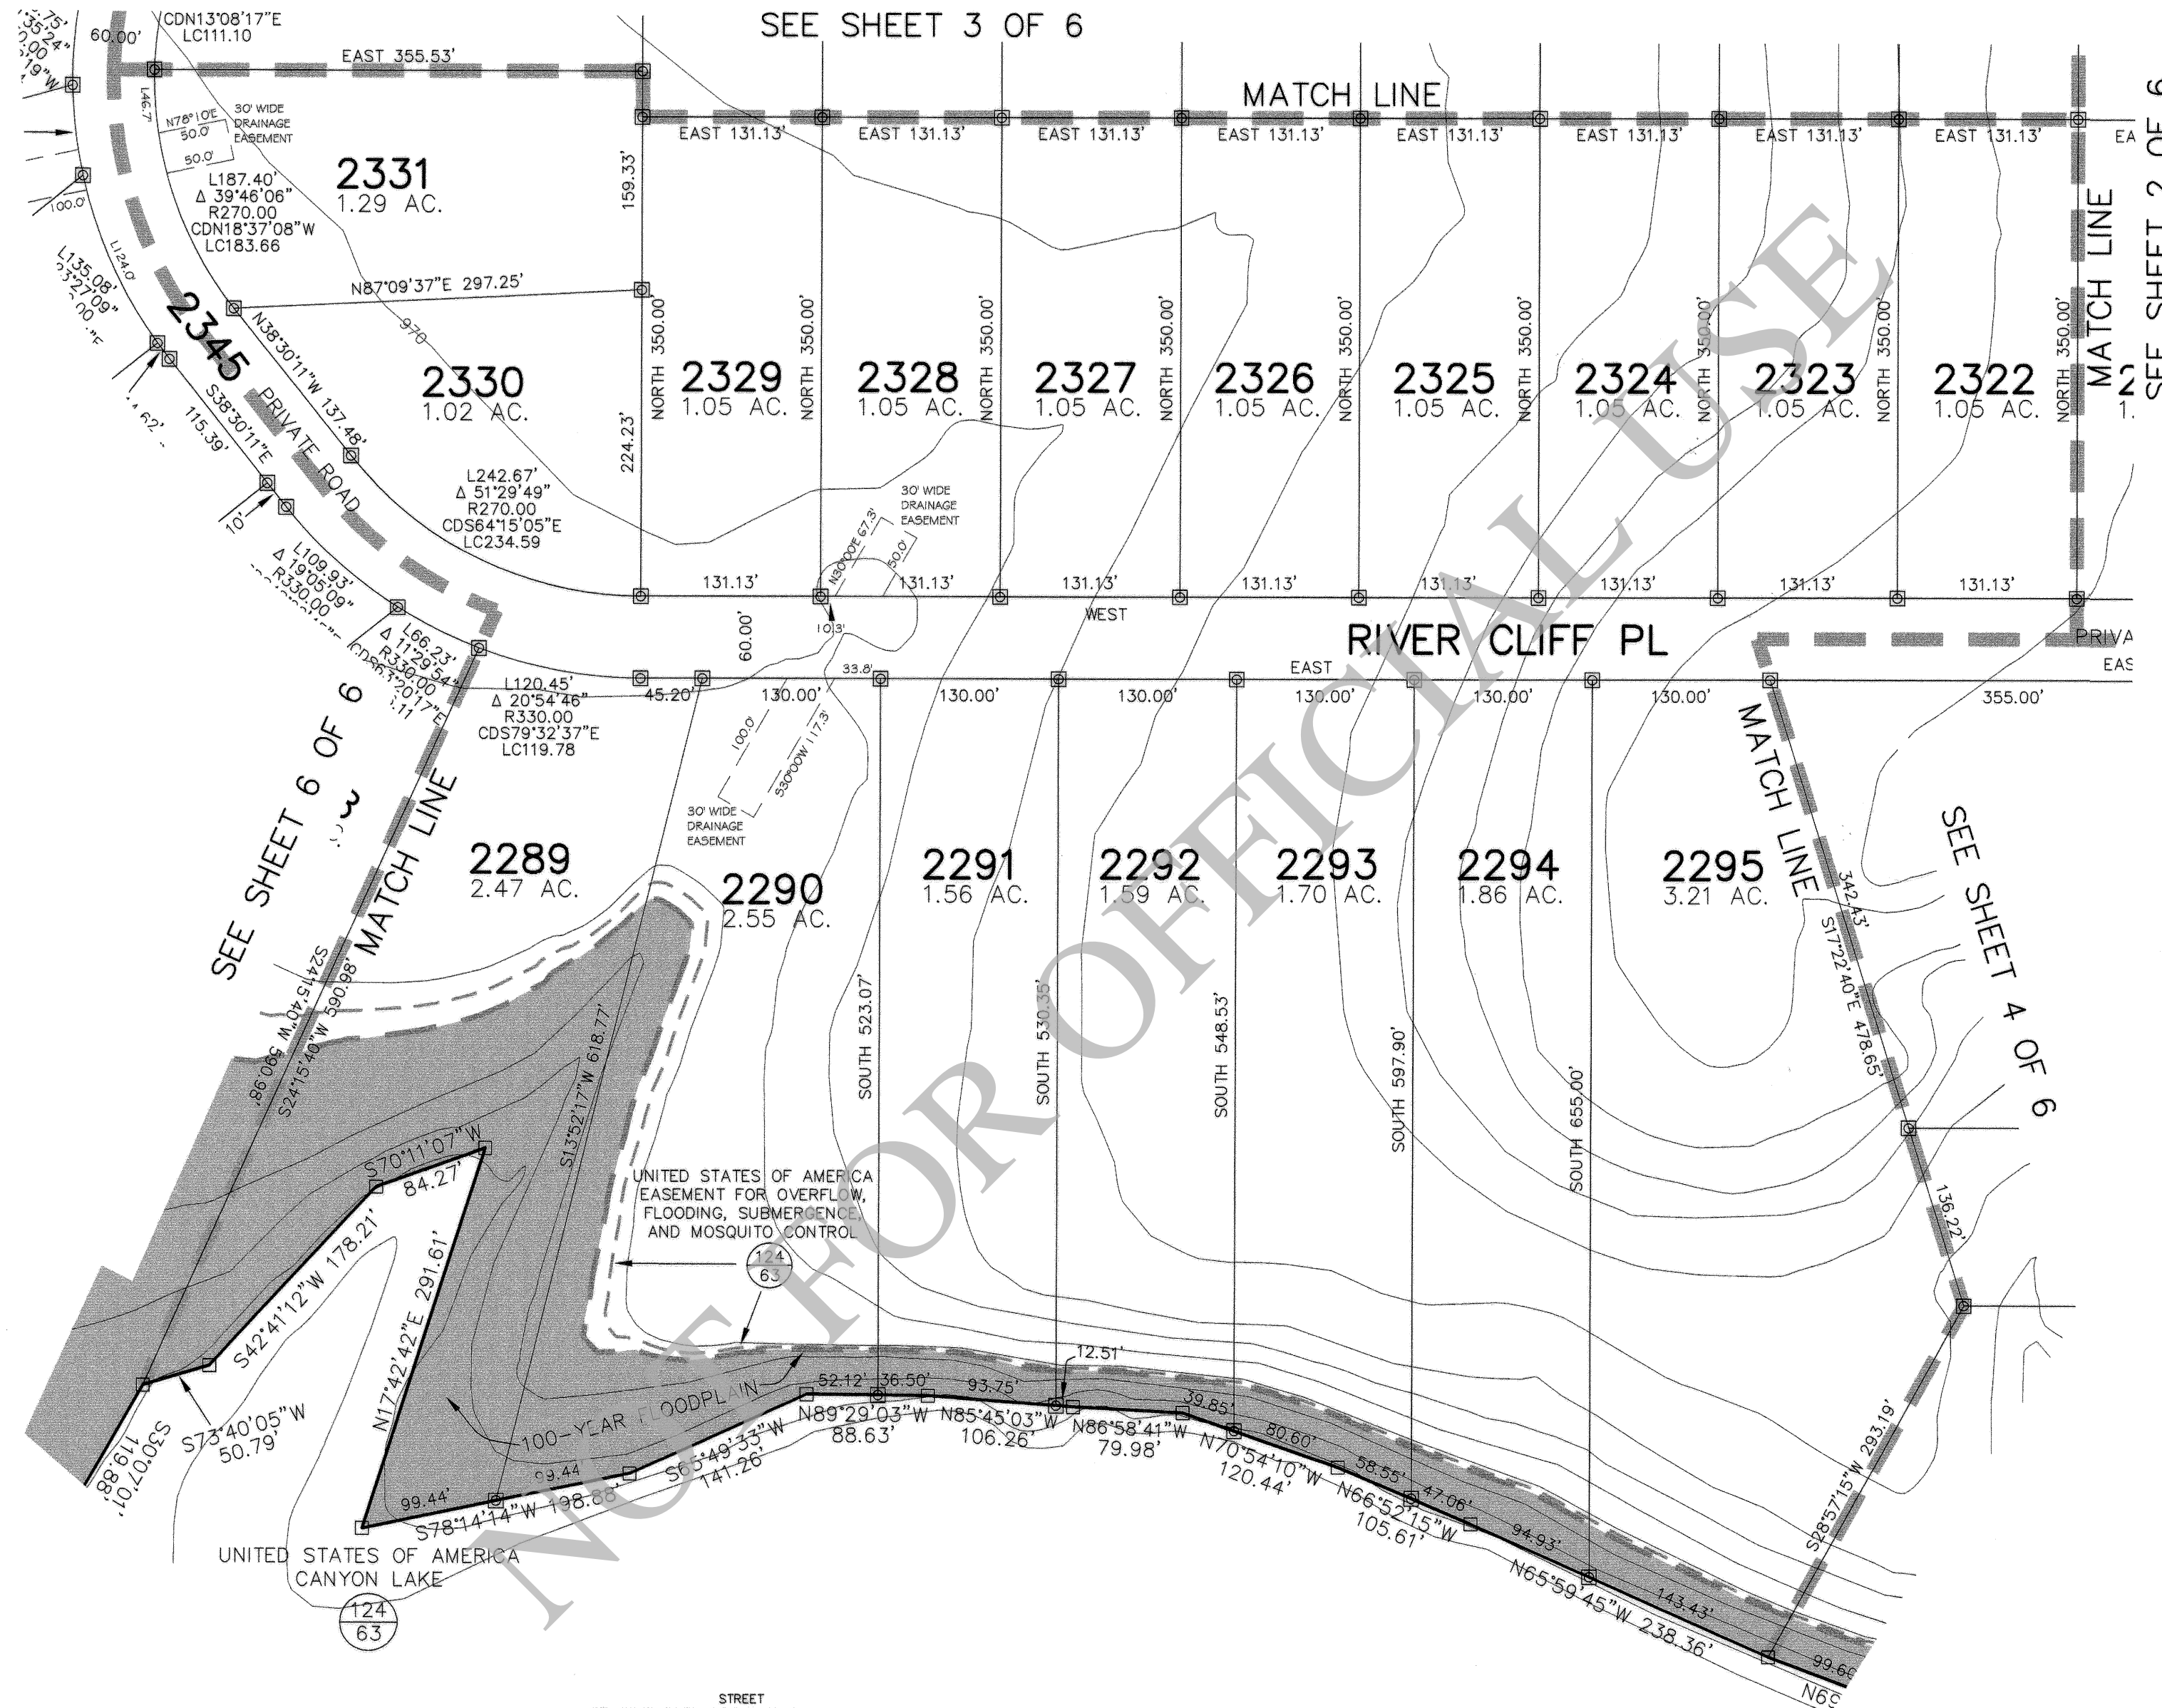 SEE SHEET 3 OF 6
CDN13°08'17"E
LC111.10
60.00'
EAST 355.53'
MATCH LINE
EAST 131.13'
EAST 131.13'
EAST 131.13'
EAST 131.13'
EAST 131.13'
EAST 131.13'
EAST 131.13'
EAST 131.13'
SEE SHEET 2 OF 6
MATCH LINE
L46.7'
N78°10'E
50.0'
50.0'
30' WIDE
DRAINAGE
EASEMENT
2331
1.29 AC.
159.33'
L187.40'
Δ 39°46'06"
R270.00
CDN18°37'08"W
LC183.66
100.0'
L124.0'
L135.08'
N87°09'37"E 297.25'
970
2345
PRIVATE ROAD
N38°30'11"W 137.48'
S38°30'11"E
115.39'
10'
2330
1.02 AC.
224.23'
NORTH 350.00'
2329
1.05 AC.
NORTH 350.00'
2328
1.05 AC.
NORTH 350.00'
2327
1.05 AC.
NORTH 350.00'
2326
1.05 AC.
NORTH 350.00'
2325
1.05 AC.
NORTH 350.00'
2324
1.05 AC.
NORTH 350.00'
2323
1.05 AC.
NORTH 350.00'
2322
1.05 AC.
NORTH 350.00'
L242.67'
Δ 51°29'49"
R270.00
CDS64°15'05"E
LC234.59
30' WIDE
DRAINAGE
EASEMENT
N30°00'E 67.3'
50.0'
L109.93'
Δ 19°05'09"
R330.00
131.13'
131.13'
131.13'
131.13'
131.13'
131.13'
131.13'
131.13'
10.3'
WEST
60.00'
RIVER CLIFF PL
EAST
L66.23'
Δ 11°29'54"
R330.00
CDS63°20'17"E
L120.45'
Δ 20°54'46"
R330.00
CDS79°32'37"E
LC119.78
45.20'
130.00'
33.8'
130.00'
130.00'
130.00'
130.00'
130.00'
355.00'
100.0'
S30°00'W 117.3'
30' WIDE
DRAINAGE
EASEMENT
SEE SHEET 6 OF 6
MATCH LINE
MATCH LINE
SEE SHEET 4 OF 6
2289
2.47 AC.
2290
2.55 AC.
2291
1.56 AC.
2292
1.59 AC.
2293
1.70 AC.
2294
1.86 AC.
2295
3.21 AC.
342.43'
S17°22'40"E 478.65'
136.22'
S24°15'40"W 590.98'
S24°15'40"W 590.98'
S13°52'17"W 618.77'
SOUTH 523.07'
SOUTH 530.35'
SOUTH 548.53'
SOUTH 597.90'
SOUTH 655.00'
S70°11'07"W
84.27'
S42°41'12"W 178.21'
N17°42'42"E 291.61'
UNITED STATES OF AMERICA
EASEMENT FOR OVERFLOW,
FLOODING, SUBMERGENCE,
AND MOSQUITO CONTROL
124
63
S73°40'05"W
50.79'
S30°07'01"
119.88'
100-YEAR FLOODPLAIN
52.12'
36.50'
N89°29'03"W
88.63'
93.75'
N85°45'03"W
106.26'
12.51'
N86°58'41"W
79.98'
39.85'
80.60'
N70°54'10"W
120.44'
58.55'
47.06'
N66°52'15"W
105.61'
94.93'
143.43'
N65°59'45"W 238.36'
S28°57'15"W 293.19'
S65°49'33"W
141.26'
99.44
99.44'
S78°14'14"W 198.88'
UNITED STATES OF AMERICA
CANYON LAKE
124
63
NOT FOR OFFICIAL USE
STREET